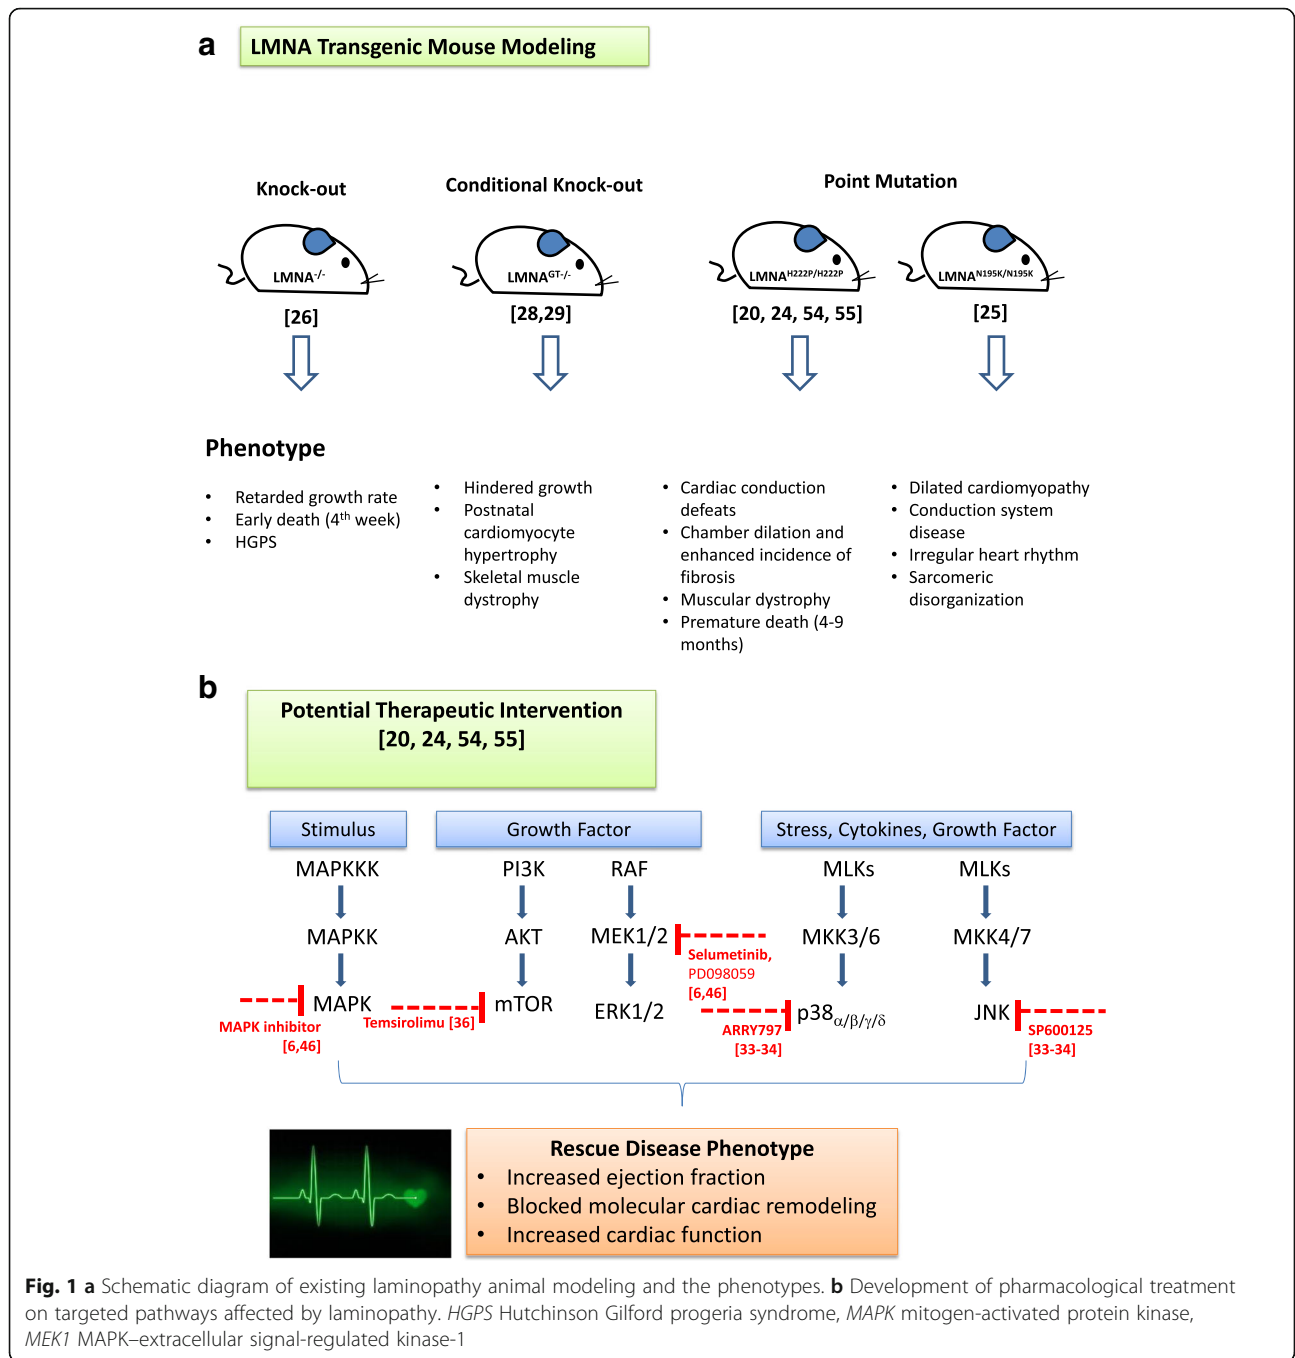 a
LMNA Transgenic Mouse Modeling
Knock-out
Conditional Knock-out
Point Mutation
LMNA-/-
LMNAGT-/-
LMNAH222P/H222P
LMNAN195K/N195K
[26]
[28,29]
[20, 24, 54, 55]
[25]
Phenotype
• Retarded growth rate
• Early death (4th week)
• HGPS
• Hindered growth
• Postnatal
cardiomyocyte
hypertrophy
• Skeletal muscle
dystrophy
• Cardiac conduction
defeats
• Chamber dilation and
enhanced incidence of
fibrosis
• Muscular dystrophy
• Premature death (4-9
months)
• Dilated cardiomyopathy
• Conduction system
disease
• Irregular heart rhythm
• Sarcomeric
disorganization
b
Potential Therapeutic Intervention
[20, 24, 54, 55]
Stimulus
Growth Factor
Stress, Cytokines, Growth Factor
MAPKKK
PI3K
RAF
MLKs
MLKs
MAPKK
AKT
MEK1/2
MKK3/6
MKK4/7
Selumetinib,
PD098059
[6,46]
MAPK
mTOR
ERK1/2
p38α/β/γ/δ
JNK
MAPK inhibitor
[6,46]
Temsirolimu [36]
ARRY797
[33-34]
SP600125
[33-34]
Rescue Disease Phenotype
• Increased ejection fraction
• Blocked molecular cardiac remodeling
• Increased cardiac function
Fig. 1 a Schematic diagram of existing laminopathy animal modeling and the phenotypes. b Development of pharmacological treatment
on targeted pathways affected by laminopathy. HGPS Hutchinson Gilford progeria syndrome, MAPK mitogen-activated protein kinase,
MEK1 MAPK–extracellular signal-regulated kinase-1